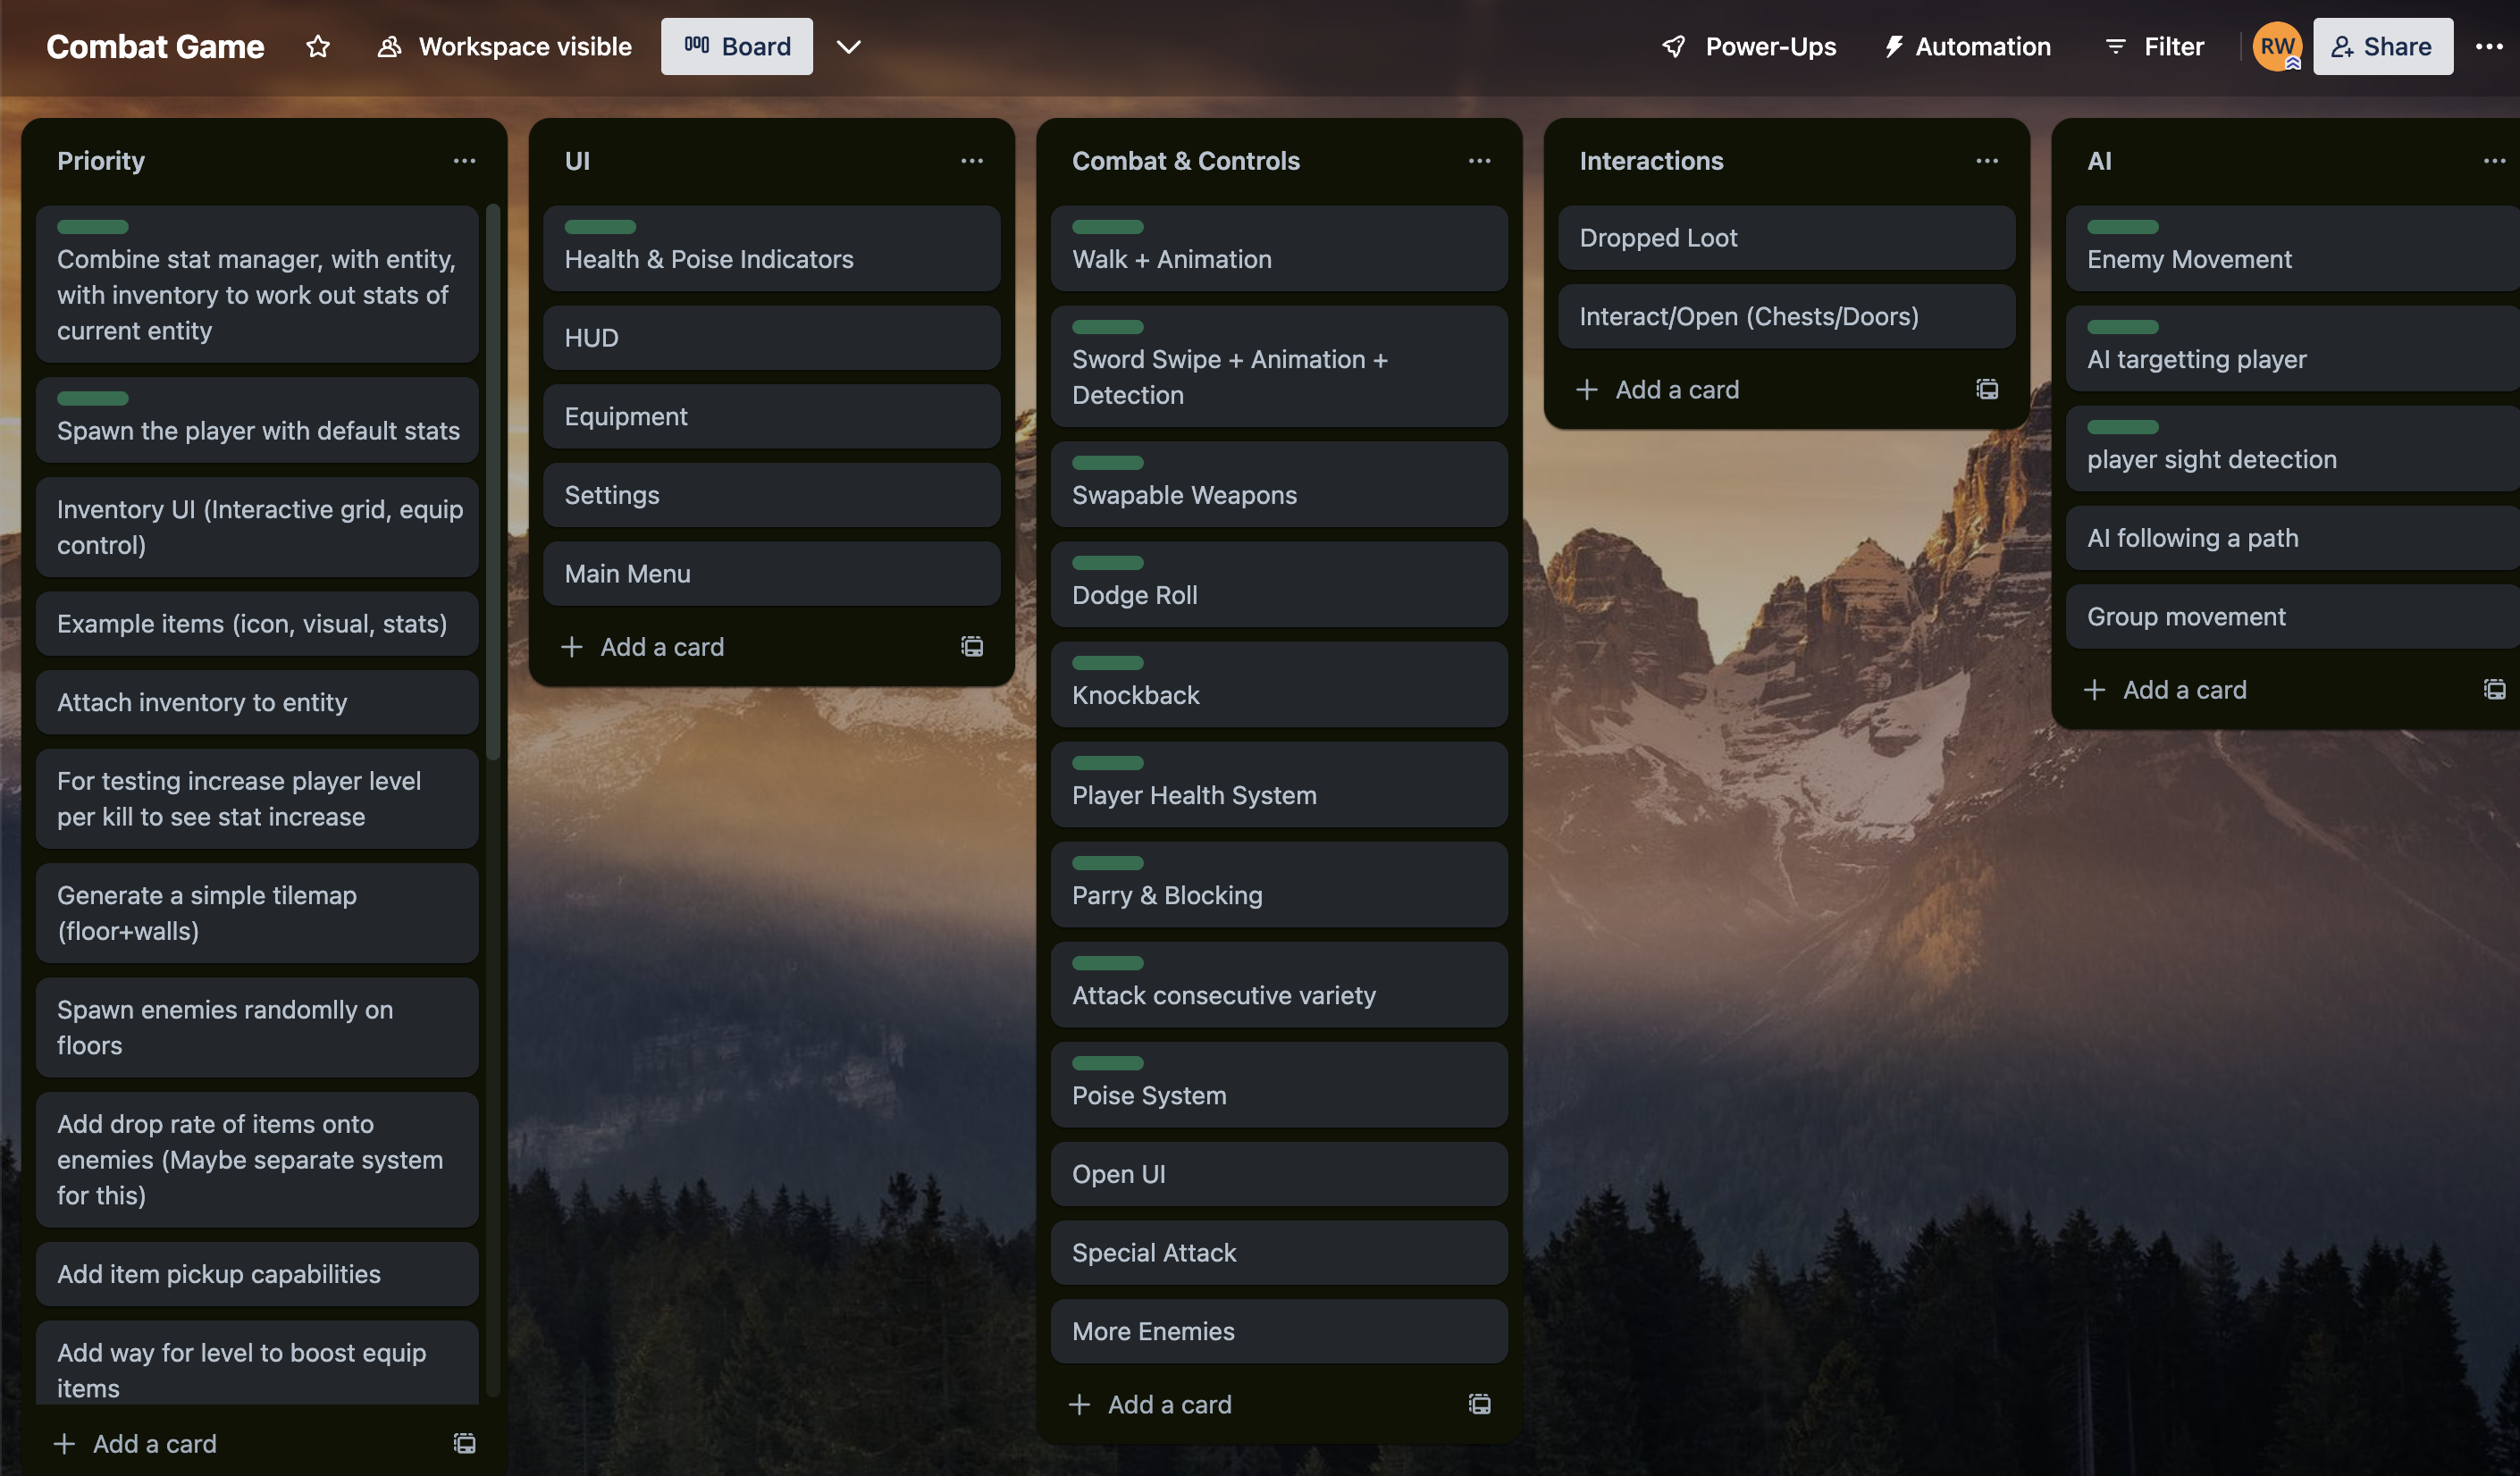 Combat Game
Workspace visible
Board
Power-Ups
Automation
Filter
RW
Share
Priority
Combine stat manager, with entity,
with inventory to work out stats of
current entity
Spawn the player with default stats
Inventory UI (Interactive grid, equip
control)
Example items (icon, visual, stats)
Attach inventory to entity
For testing increase player level
per kill to see stat increase
Generate a simple tilemap
(floor+walls)
Spawn enemies randomlly on
floors
Add drop rate of items onto
enemies (Maybe separate system
for this)
Add item pickup capabilities
Add way for level to boost equip
items
Add a card
UI
Health & Poise Indicators
HUD
Equipment
Settings
Main Menu
Add a card
Combat & Controls
Walk + Animation
Sword Swipe + Animation +
Detection
Swapable Weapons
Dodge Roll
Knockback
Player Health System
Parry & Blocking
Attack consecutive variety
Poise System
Open UI
Special Attack
More Enemies
Add a card
Interactions
Dropped Loot
Interact/Open (Chests/Doors)
Add a card
AI
Enemy Movement
AI targetting player
player sight detection
AI following a path
Group movement
Add a card